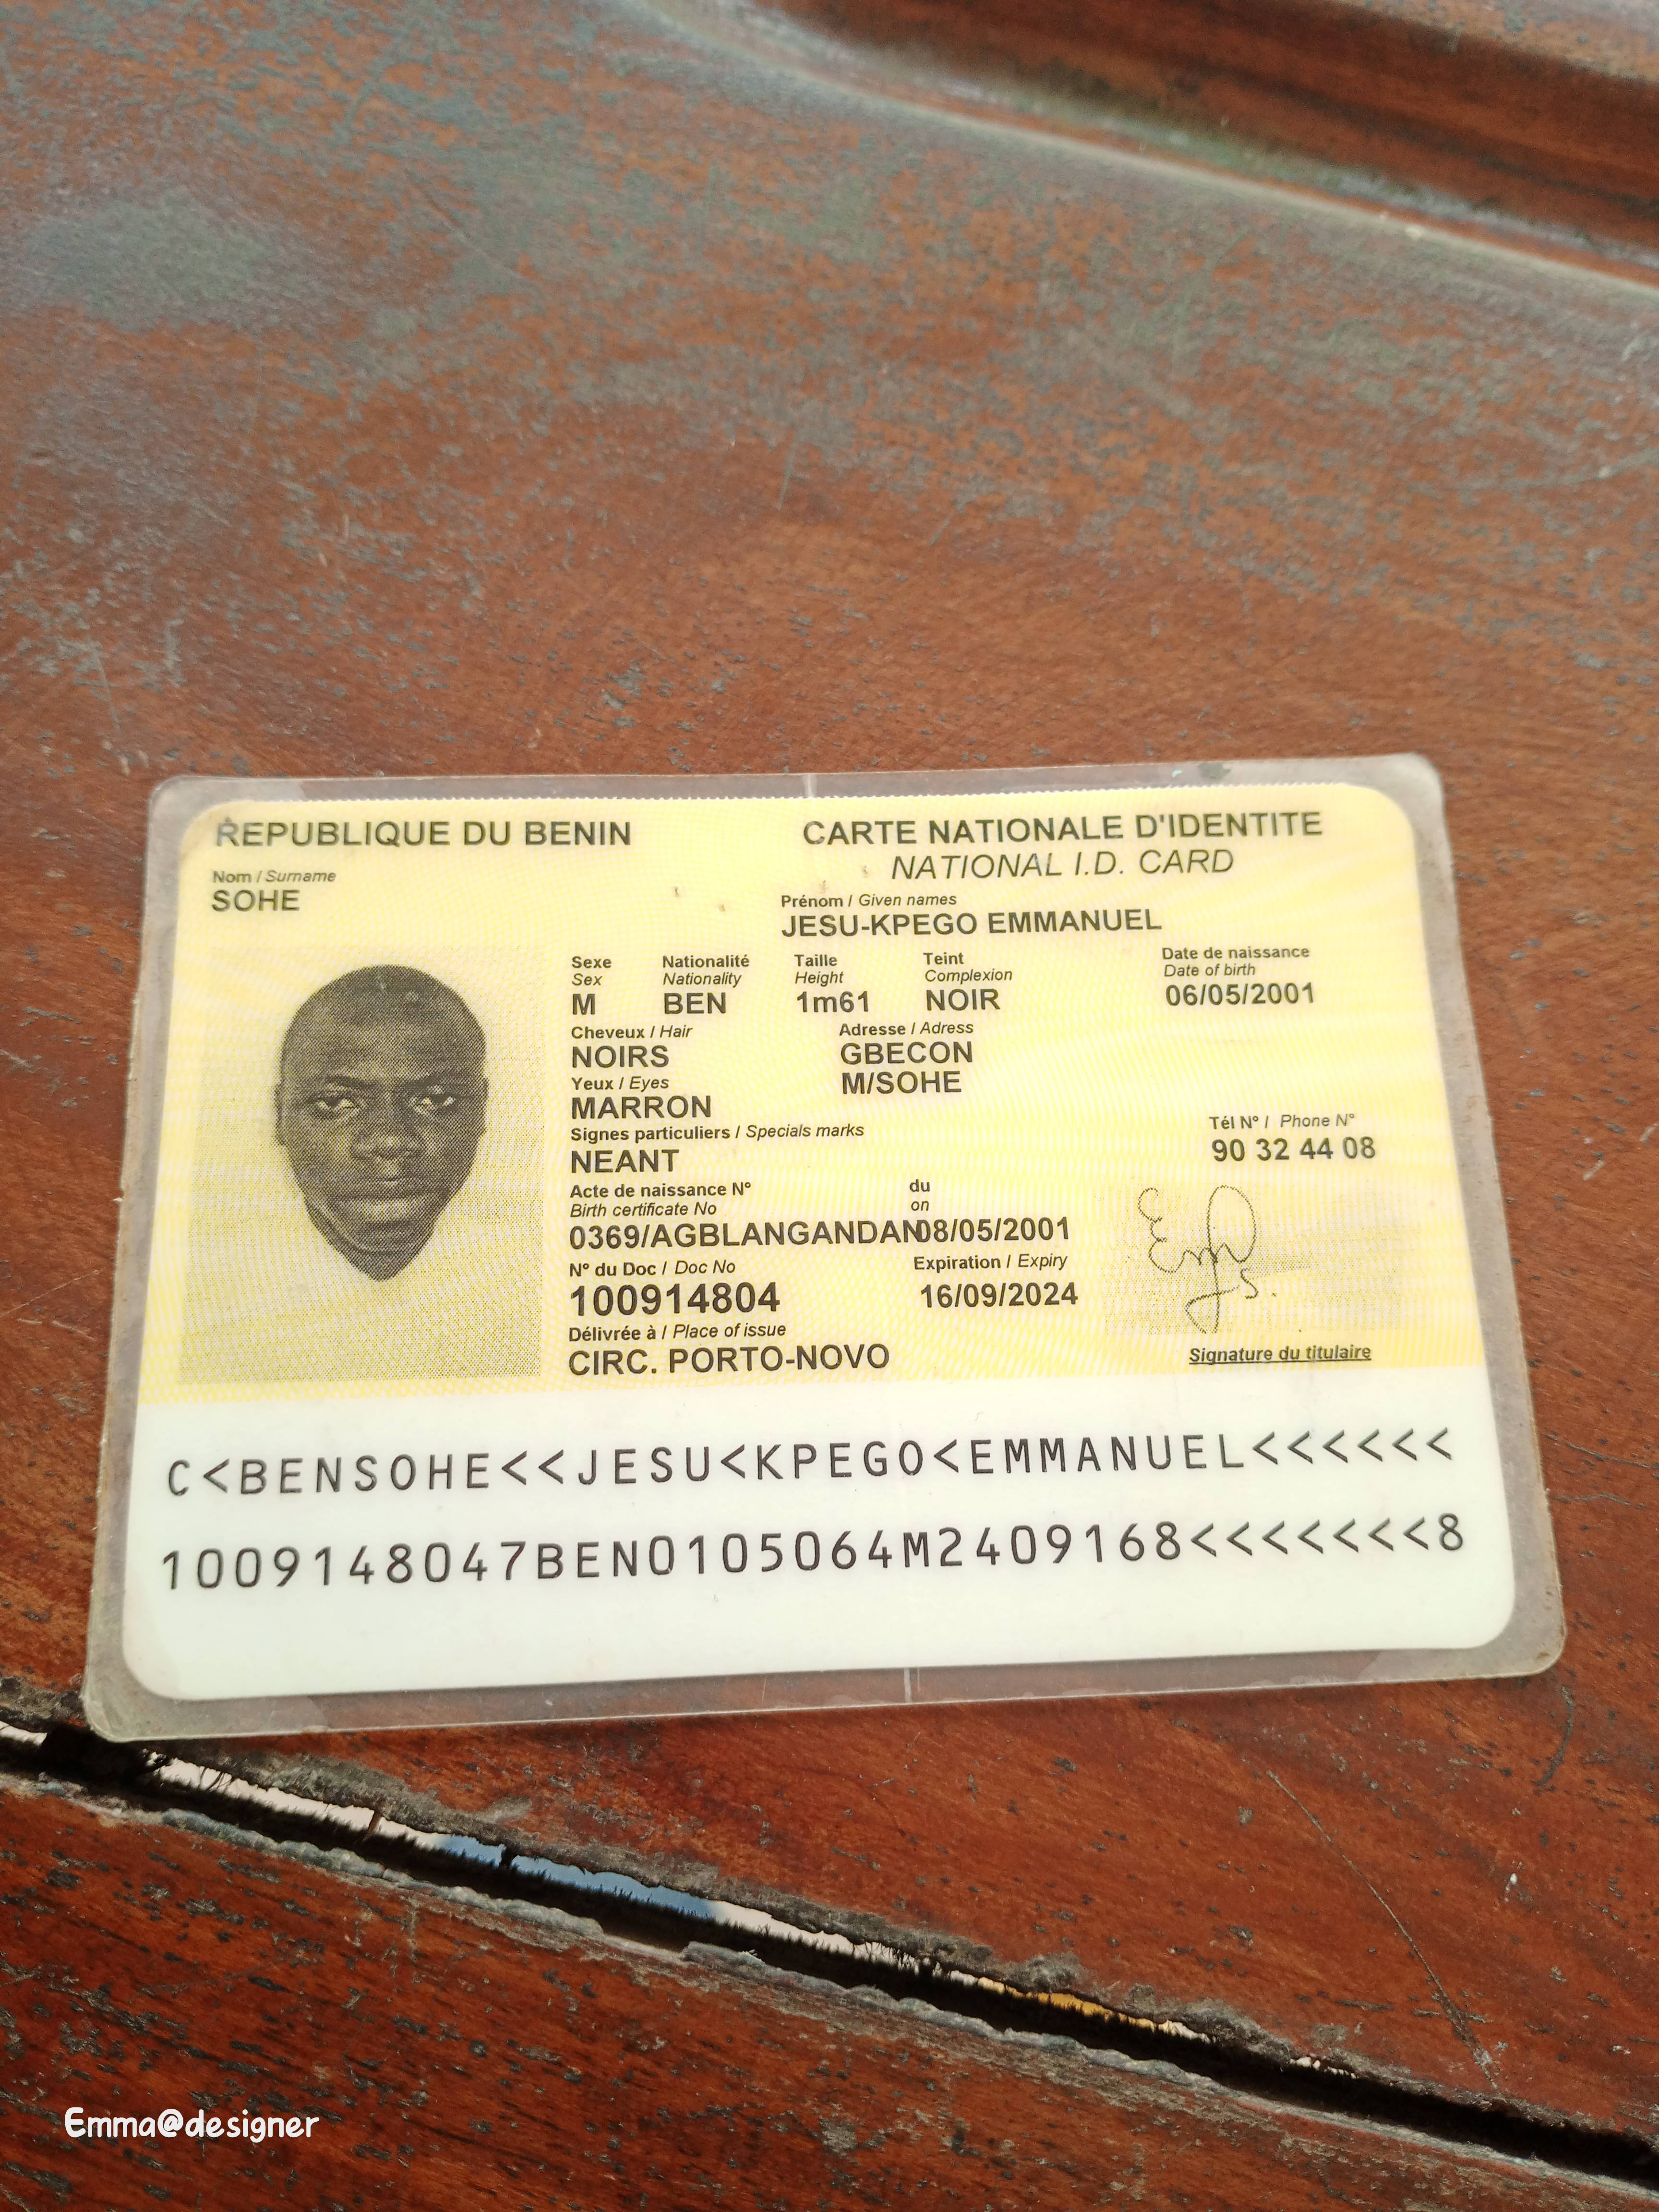 REPUBLIQUE DU BENIN
CARTE NATIONALE D'IDENTITE
NATIONAL I.D. CARD
Nom / Surname
SOHE
Prénom / Given names
JESU-KPEGO EMMANUEL
Sexe Nationalité Taille Teint Date de naissance
Sex Nationality Height Complexion Date of birth
M BEN 1m61 NOIR 06/05/2001
Cheveux / Hair Adresse / Adress
NOIRS GBECON
Yeux / Eyes M/SOHE
MARRON
Signes particuliers / Specials marks Tél N° / Phone N°
NEANT 90 32 44 08
Acte de naissance N° du
Birth certificate No on
0369/AGBLANGANDAN08/05/2001
N° du Doc / Doc No Expiration / Expiry
100914804 16/09/2024
Délivrée à / Place of issue
CIRC. PORTO-NOVO Signature du titulaire
C<BENSOHE<<JESU<KPEGO<EMMANUEL<<<<<<
1009148047BEN0105064M2409168<<<<<<<8
Emma@designer